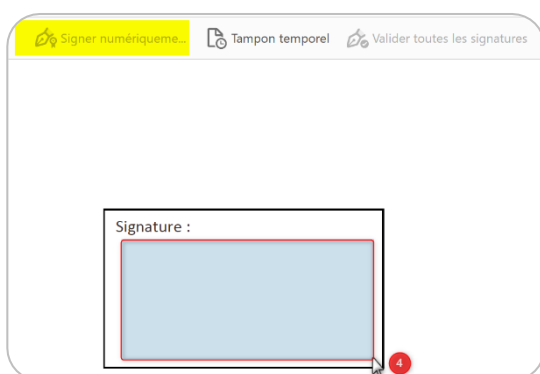 Signer numériqueme... Tampon temporel Valider toutes les signatures
Signature :
4